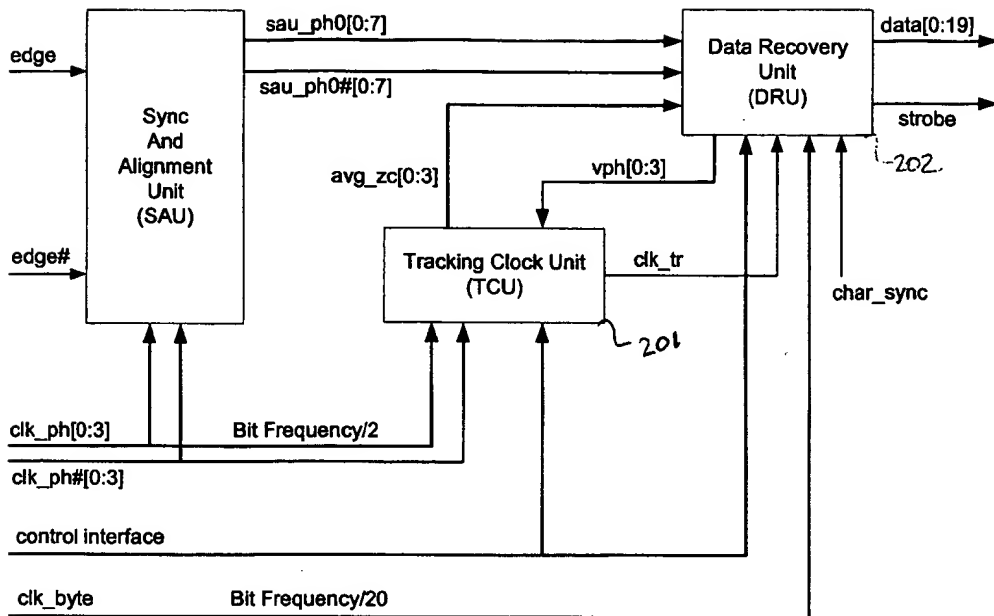 edge
edge#
Sync
And
Alignment
Unit
(SAU)
sau_ph0[0:7]
sau_ph0#[0:7]
Data Recovery
Unit
(DRU)
data[0:19]
strobe
202.
avg_zc[0:3]
vph[0:3]
Tracking Clock Unit
(TCU)
clk_tr
char_sync
201
clk_ph[0:3]
Bit Frequency/2
clk_ph#[0:3]
control interface
clk_byte
Bit Frequency/20